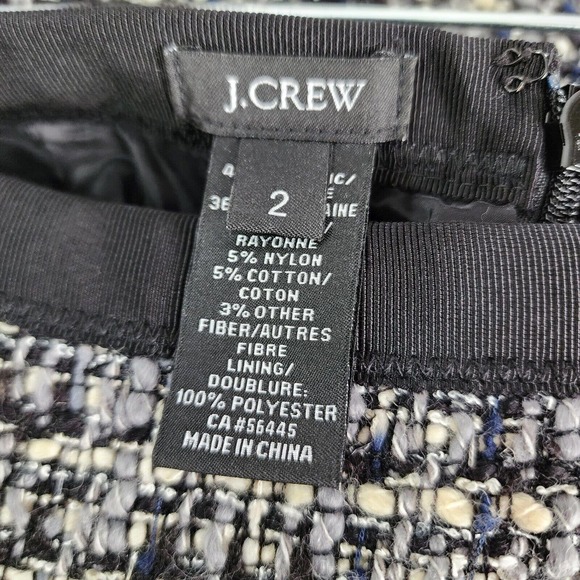 J.CREW
2
RAYONNE
5% NYLON
5% COTTON/
COTON
3% OTHER
FIBER/AUTRES
FIBRE
LINING/
DOUBLURE:
100% POLYESTER
CA #56445
MADE IN CHINA